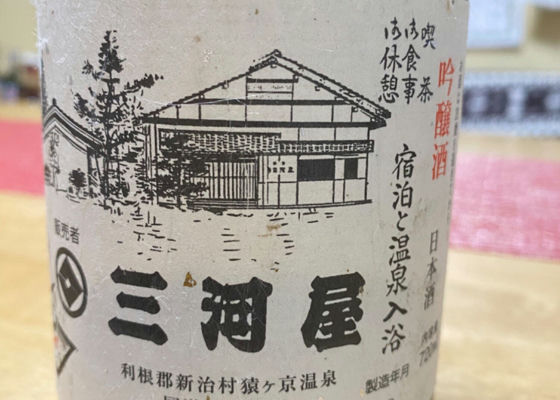 喫茶
お食事
お休憩
吟醸酒
宿泊と温泉入浴
日本酒
販売者
三河屋
利根郡新治村猿ヶ京温泉
製造年月